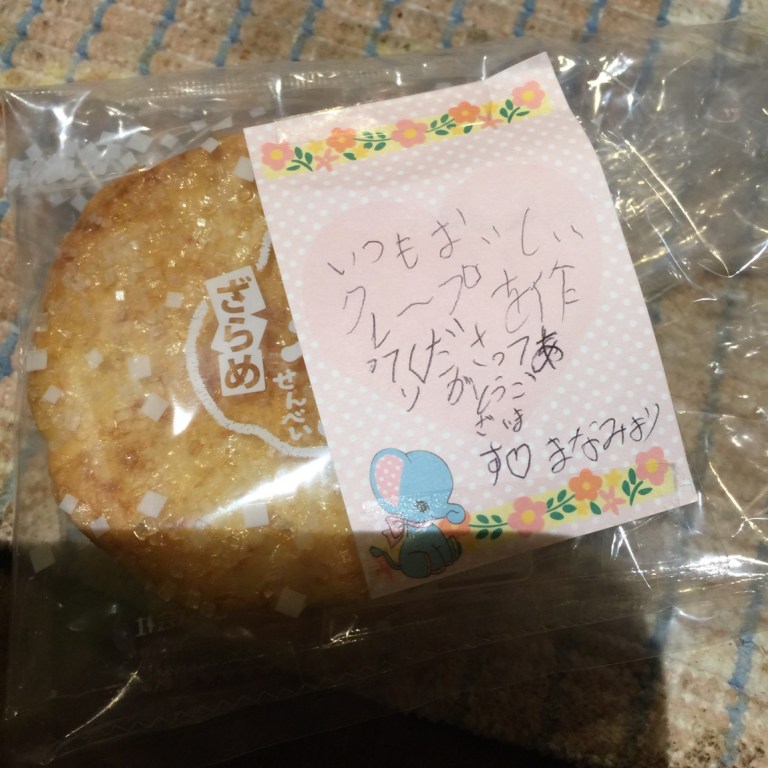 ざらめ
せんべい
いつもおいしい
クレープお作
ってくださってあ
りがとうご
ざいま
す♡ まなみより